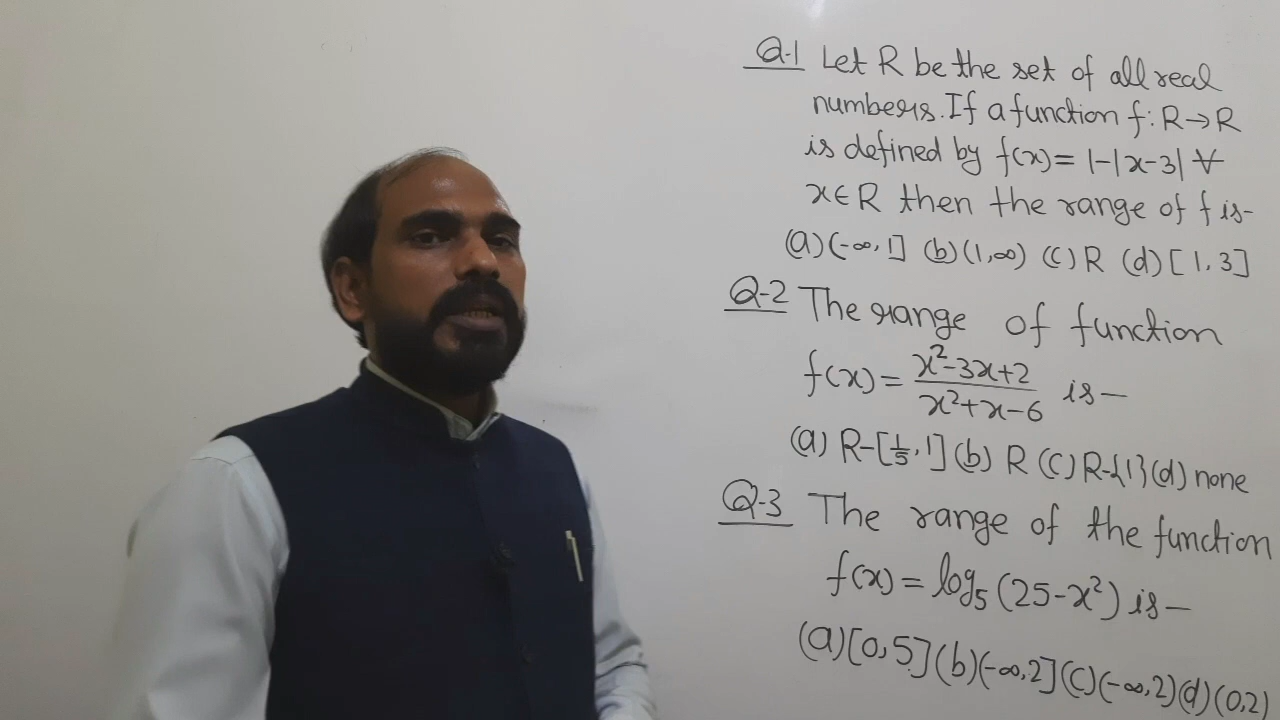 Q-1 Let R be the set of all real
numbers. If a function f: R→R
is defined by f(x) = 1-|x-3| ∀
x∈R then the range of f is-
(a) (-∞, 1] (b) (1, ∞) (c) R (d) [1, 3]
Q-2 The range of function
f(x) = (x²-3x+2)/(x²+x-6) is-
(a) R-[1/5, 1] (b) R (c) R-{1} (d) none
Q-3 The range of the function
f(x) = log₅(25-x²) is-
(a) [0, 5] (b) (-∞, 2] (c) (-∞, 2) (d) (0, 2)